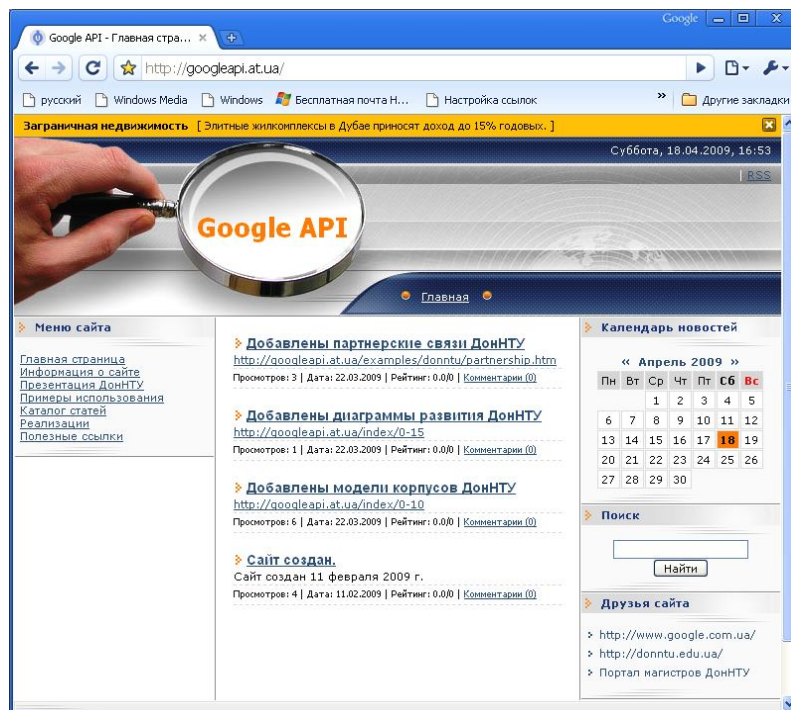 Google
Google API - Главная стра...
http://googleapi.at.ua/
русский Windows Media Windows Бесплатная почта H... Настройка ссылок » Другие закладки
Заграничная недвижимость [ Элитные жилкомплексы в Дубае приносят доход до 15% годовых. ]
Суббота, 18.04.2009, 16:53
| RSS
Google API
Главная
Меню сайта
Главная страница
Информация о сайте
Презентация ДонНТУ
Примеры использования
Каталог статей
Реализации
Полезные ссылки
Добавлены партнерские связи ДонНТУ
http://googleapi.at.ua/examples/donntu/partnership.htm
Просмотров: 3 | Дата: 22.03.2009 | Рейтинг: 0.0/0 | Комментарии (0)
Добавлены диаграммы развития ДонНТУ
http://googleapi.at.ua/index/0-15
Просмотров: 1 | Дата: 22.03.2009 | Рейтинг: 0.0/0 | Комментарии (0)
Добавлены модели корпусов ДонНТУ
http://googleapi.at.ua/index/0-10
Просмотров: 6 | Дата: 22.03.2009 | Рейтинг: 0.0/0 | Комментарии (0)
Сайт создан.
Сайт создан 11 февраля 2009 г.
Просмотров: 4 | Дата: 11.02.2009 | Рейтинг: 0.0/0 | Комментарии (0)
Календарь новостей
« Апрель 2009 »
Пн Вт Ср Чт Пт Сб Вс
1 2 3 4 5
6 7 8 9 10 11 12
13 14 15 16 17 18 19
20 21 22 23 24 25 26
27 28 29 30
Поиск
Найти
Друзья сайта
http://www.google.com.ua/
http://donntu.edu.ua/
Портал магистров ДонНТУ